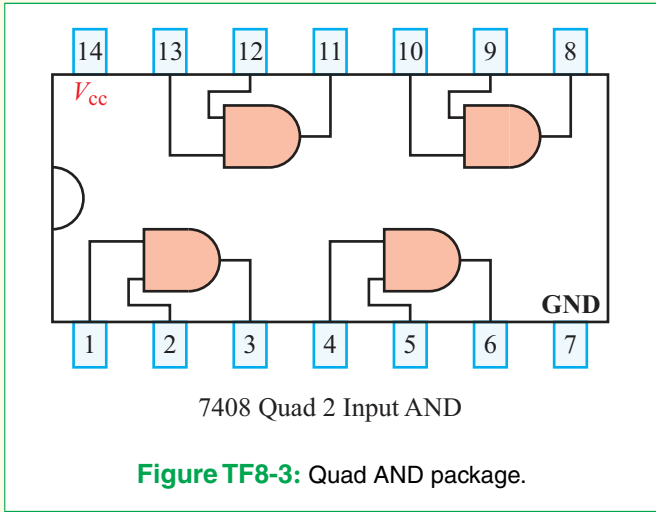 14 13 12 11 10 9 8
Vcc
GND
1 2 3 4 5 6 7
7408 Quad 2 Input AND
Figure TF8-3: Quad AND package.